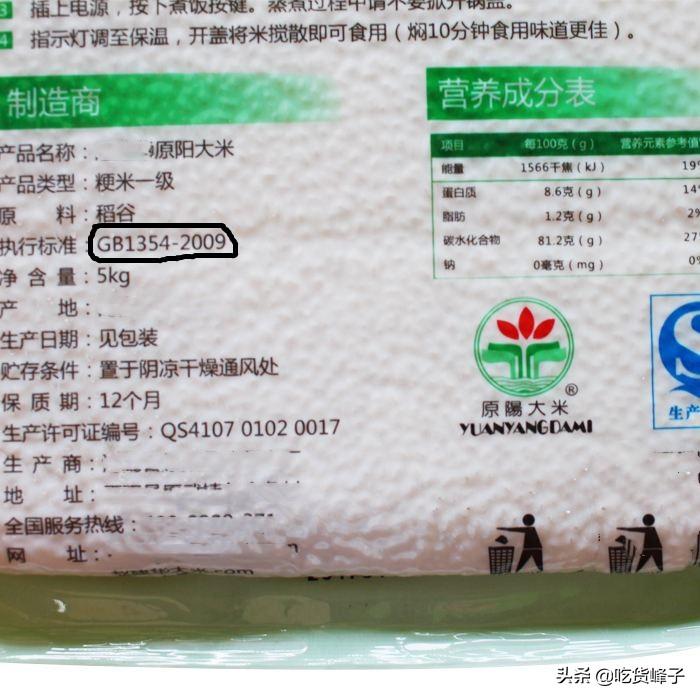 3 插上电源，按下煮饭按键。蒸煮过程中请不要掀开锅盖。
4 指示灯调至保温，开盖将米搅散即可食用（焖10分钟食用味道更佳）。
制造商
产品名称：原阳大米
产品类型：粳米一级
原 料：稻谷
执行标准 GB1354-2009
净 含 量：5kg
产 地：
生产日期：见包装
贮存条件：置于阴凉干燥通风处
保 质 期：12个月
生产许可证编号：QS4107 0102 0017
生 产 商：
地 址：
全国服务热线：
网 址：
营养成分表
项目 每100克（g） 营养元素参考值
能量 1566千焦（kJ） 19
蛋白质 8.6克（g） 14
脂肪 1.2克（g） 2%
碳水化合物 81.2克（g） 27
钠 0毫克（mg） 0%
原陽大米®
YUANYANGDAMI
生产
头条 @吃货峰子